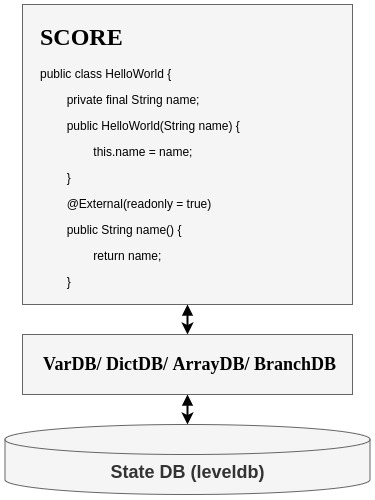 SCORE
public class HelloWorld {
private final String name;
public HelloWorld(String name) {
this.name = name;
}
@External(readonly = true)
public String name() {
return name;
}
VarDB/ DictDB/ ArrayDB/ BranchDB
State DB (leveldb)